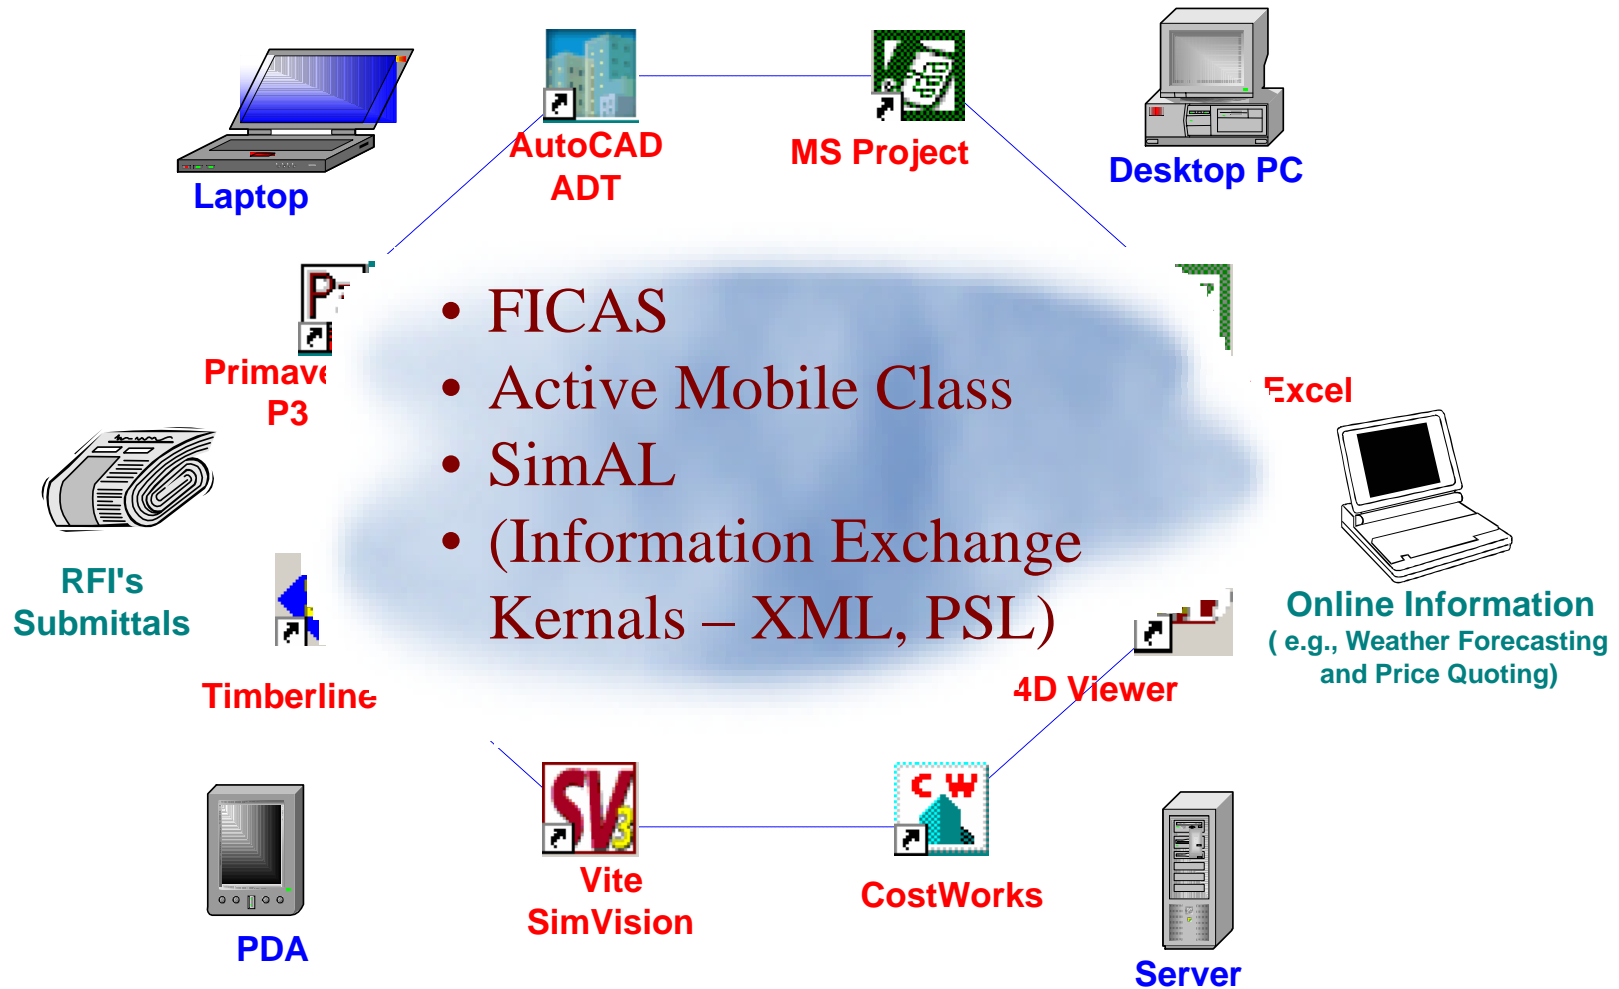 AutoCAD
ADT
MS Project
Desktop PC
Laptop
• FICAS
• Active Mobile Class
• SimAL
• (Information Exchange
Kernals – XML, PSL)
P3
Excel
RFI's
Submittals
Online Information
( e.g., Weather Forecasting
and Price Quoting)
Timberline
4D Viewer
SV3
C W
Vite
SimVision
CostWorks
PDA
Server